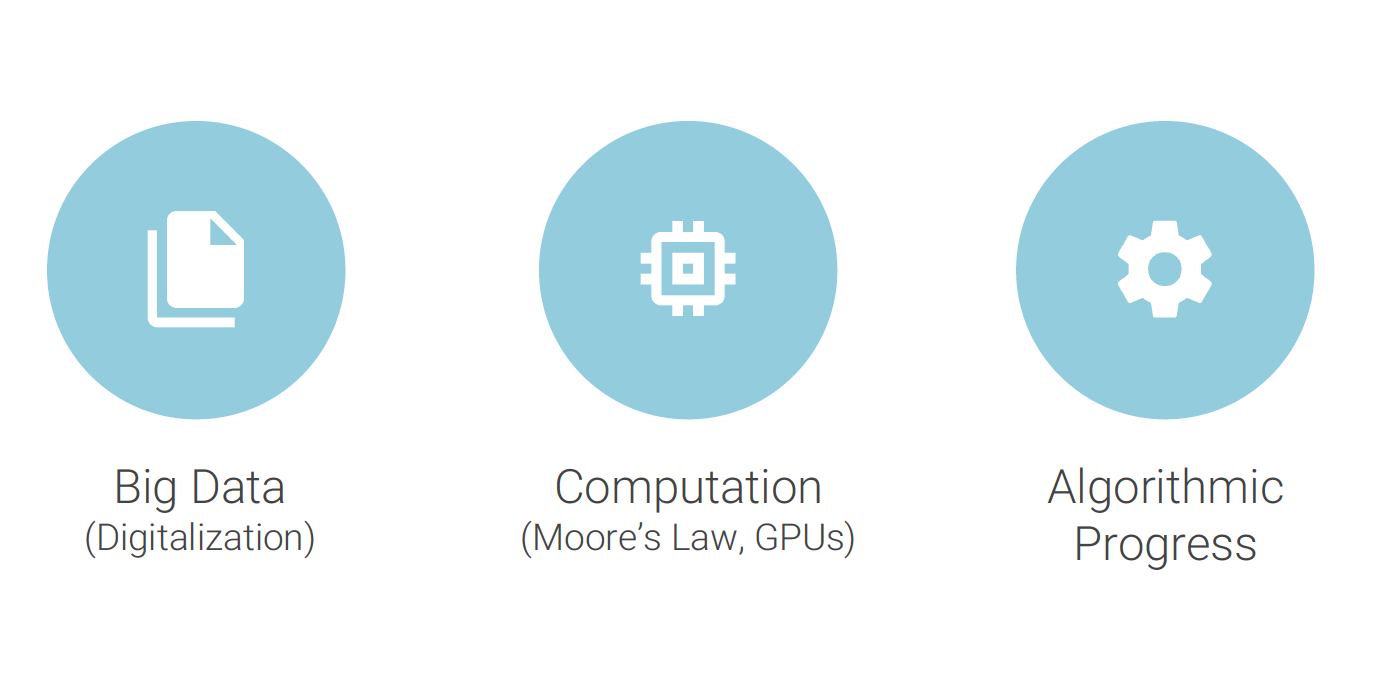 Big Data
(Digitalization)
Computation
(Moore’s Law, GPUs)
Algorithmic
Progress